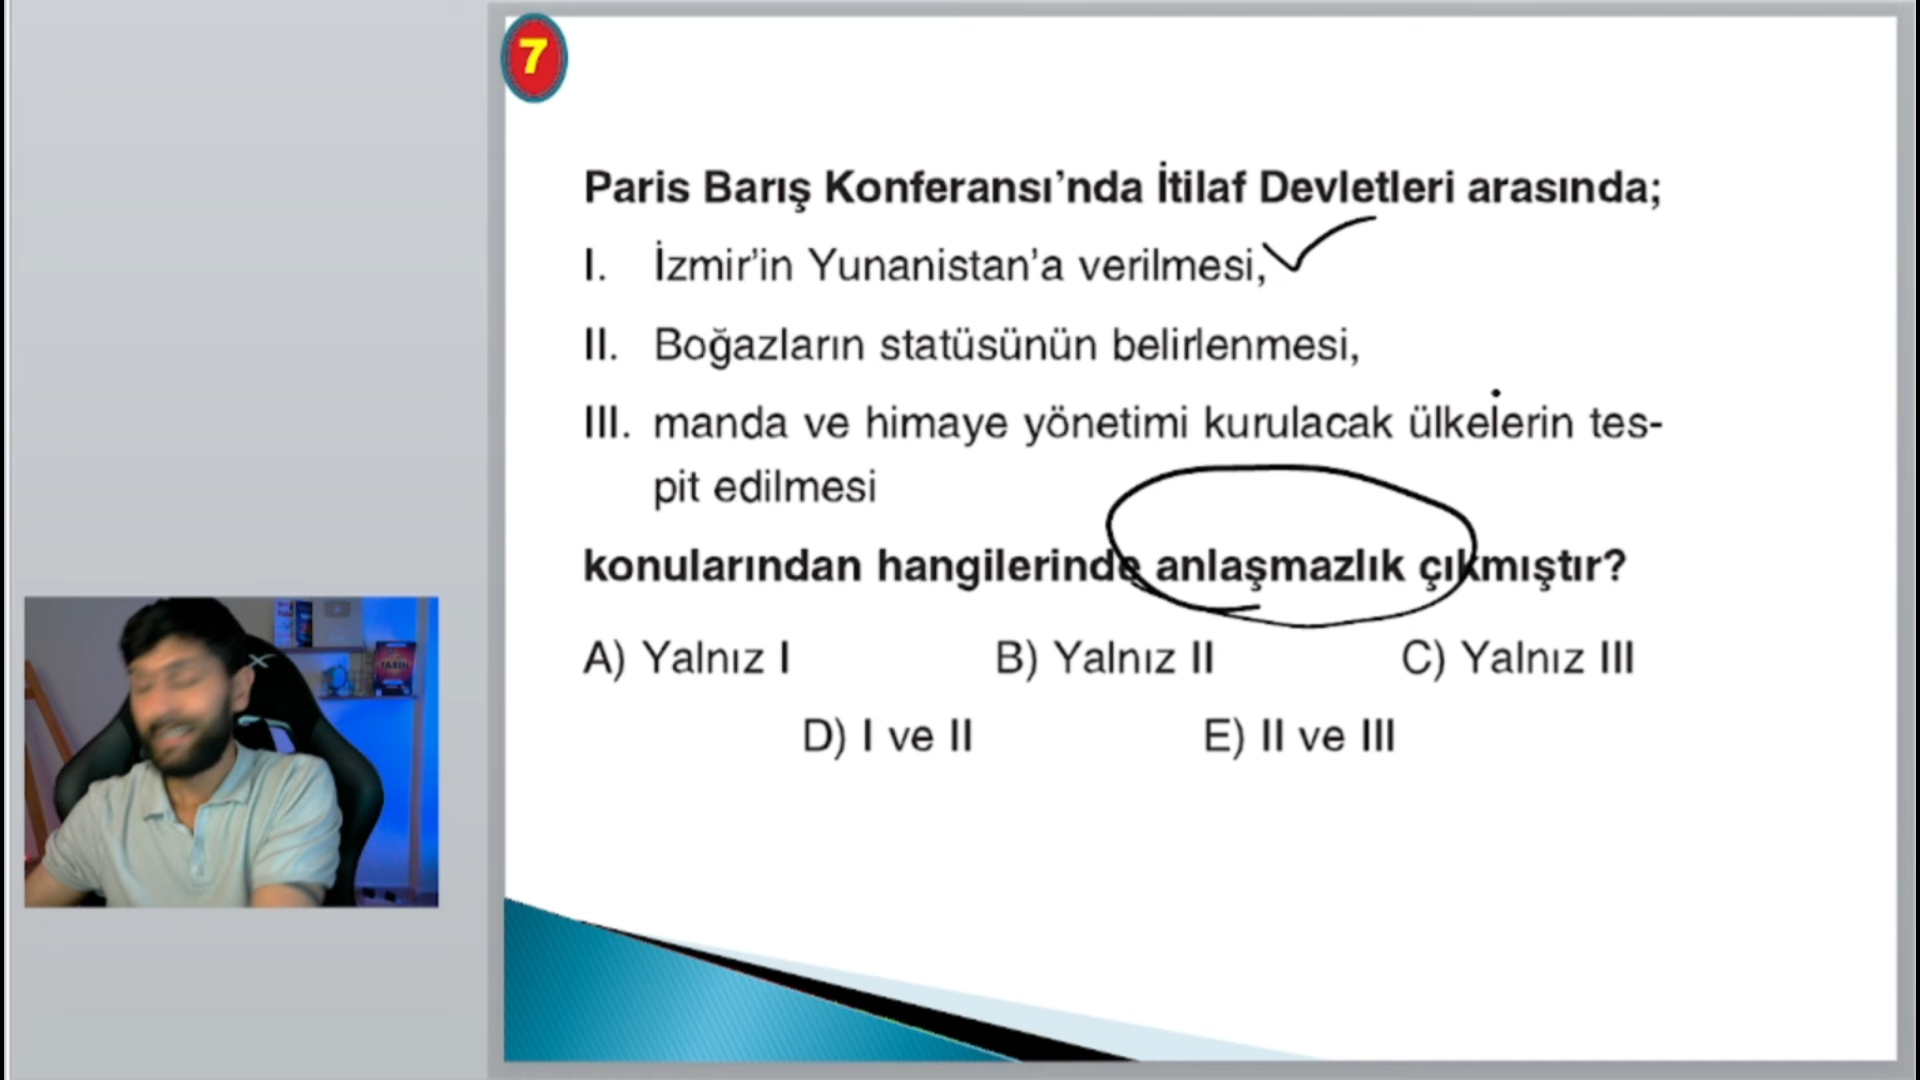 7
Paris Barış Konferansı’nda İtilaf Devletleri arasında;
I. İzmir’in Yunanistan’a verilmesi,
II. Boğazların statüsünün belirlenmesi,
III. manda ve himaye yönetimi kurulacak ülkelerin tes-
pit edilmesi
konularından hangilerinde anlaşmazlık çıkmıştır?
A) Yalnız I B) Yalnız II C) Yalnız III
D) I ve II E) II ve III
TARİH